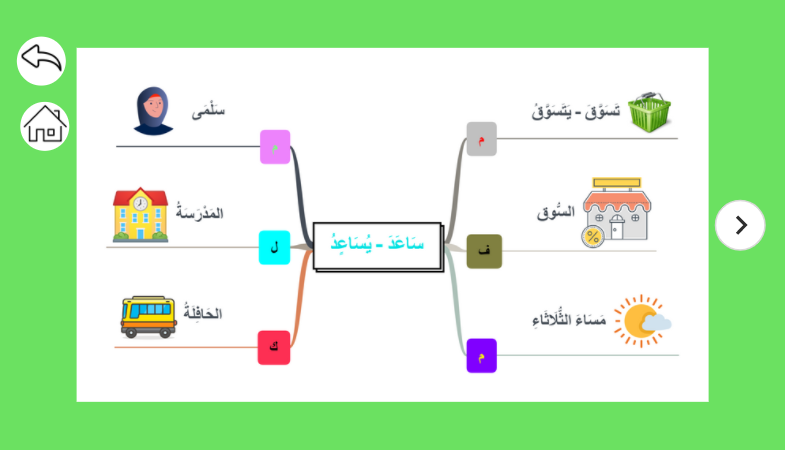 تَسَوَّقَ - يَتَسَوَّقُ
م
السُّوق
ف
مَسَاءَ الثُّلَاثَاءِ
م
سَاعَدَ - يُسَاعِدُ
سَلْمَى
م
المَدْرَسَةُ
ل
الحَافِلَةُ
ك
%